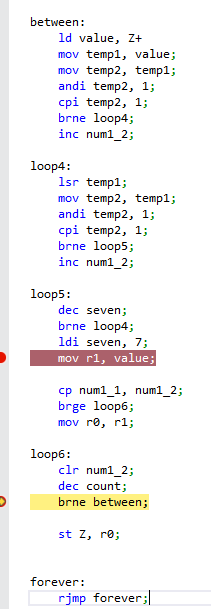 between:
ld value, Z+
mov temp1, value;
mov temp2, temp1;
andi temp2, 1;
cpi temp2, 1;
brne loop4;
inc num1_2;
loop4:
lsr temp1;
mov temp2, temp1;
andi temp2, 1;
cpi temp2, 1;
brne loop5;
inc num1_2;
loop5:
dec seven;
brne loop4;
ldi seven, 7;
mov r1, value;
cp num1_1, num1_2;
brge loop6;
mov r0, r1;
loop6:
clr num1_2;
dec count;
brne between;
st Z, r0;
forever:
rjmp forever;